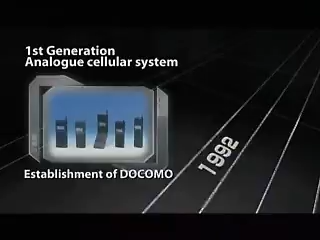 1st Generation
Analogue cellular system
1992
Establishment of DOCOMO